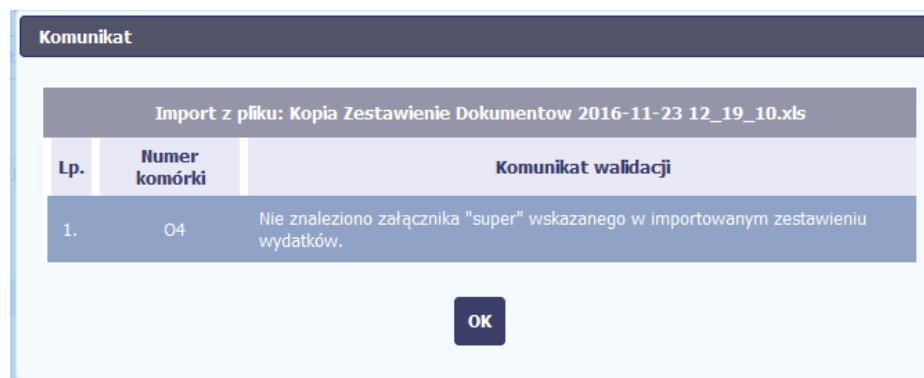 Komunikat
Import z pliku: Kopia Zestawienie Dokumentow 2016-11-23 12_19_10.xls
Lp.
Numer
komórki
Komunikat walidacji
1.
O4
Nie znaleziono załącznika "super" wskazanego w importowanym zestawieniu
wydatków.
OK